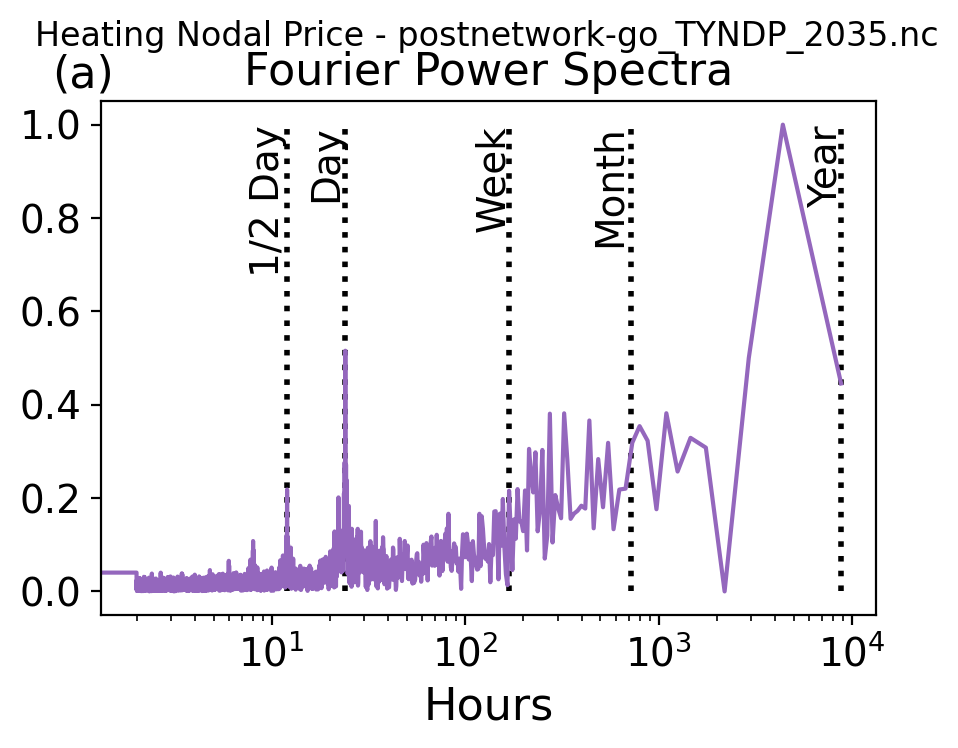 Heating Nodal Price - postnetwork-go_TYNDP_2035.nc
(a) Fourier Power Spectra
1.0
0.8
0.6
0.4
0.2
0.0
1/2 Day
Day
Week
Month
Year
10¹ 10² 10³ 10⁴
Hours